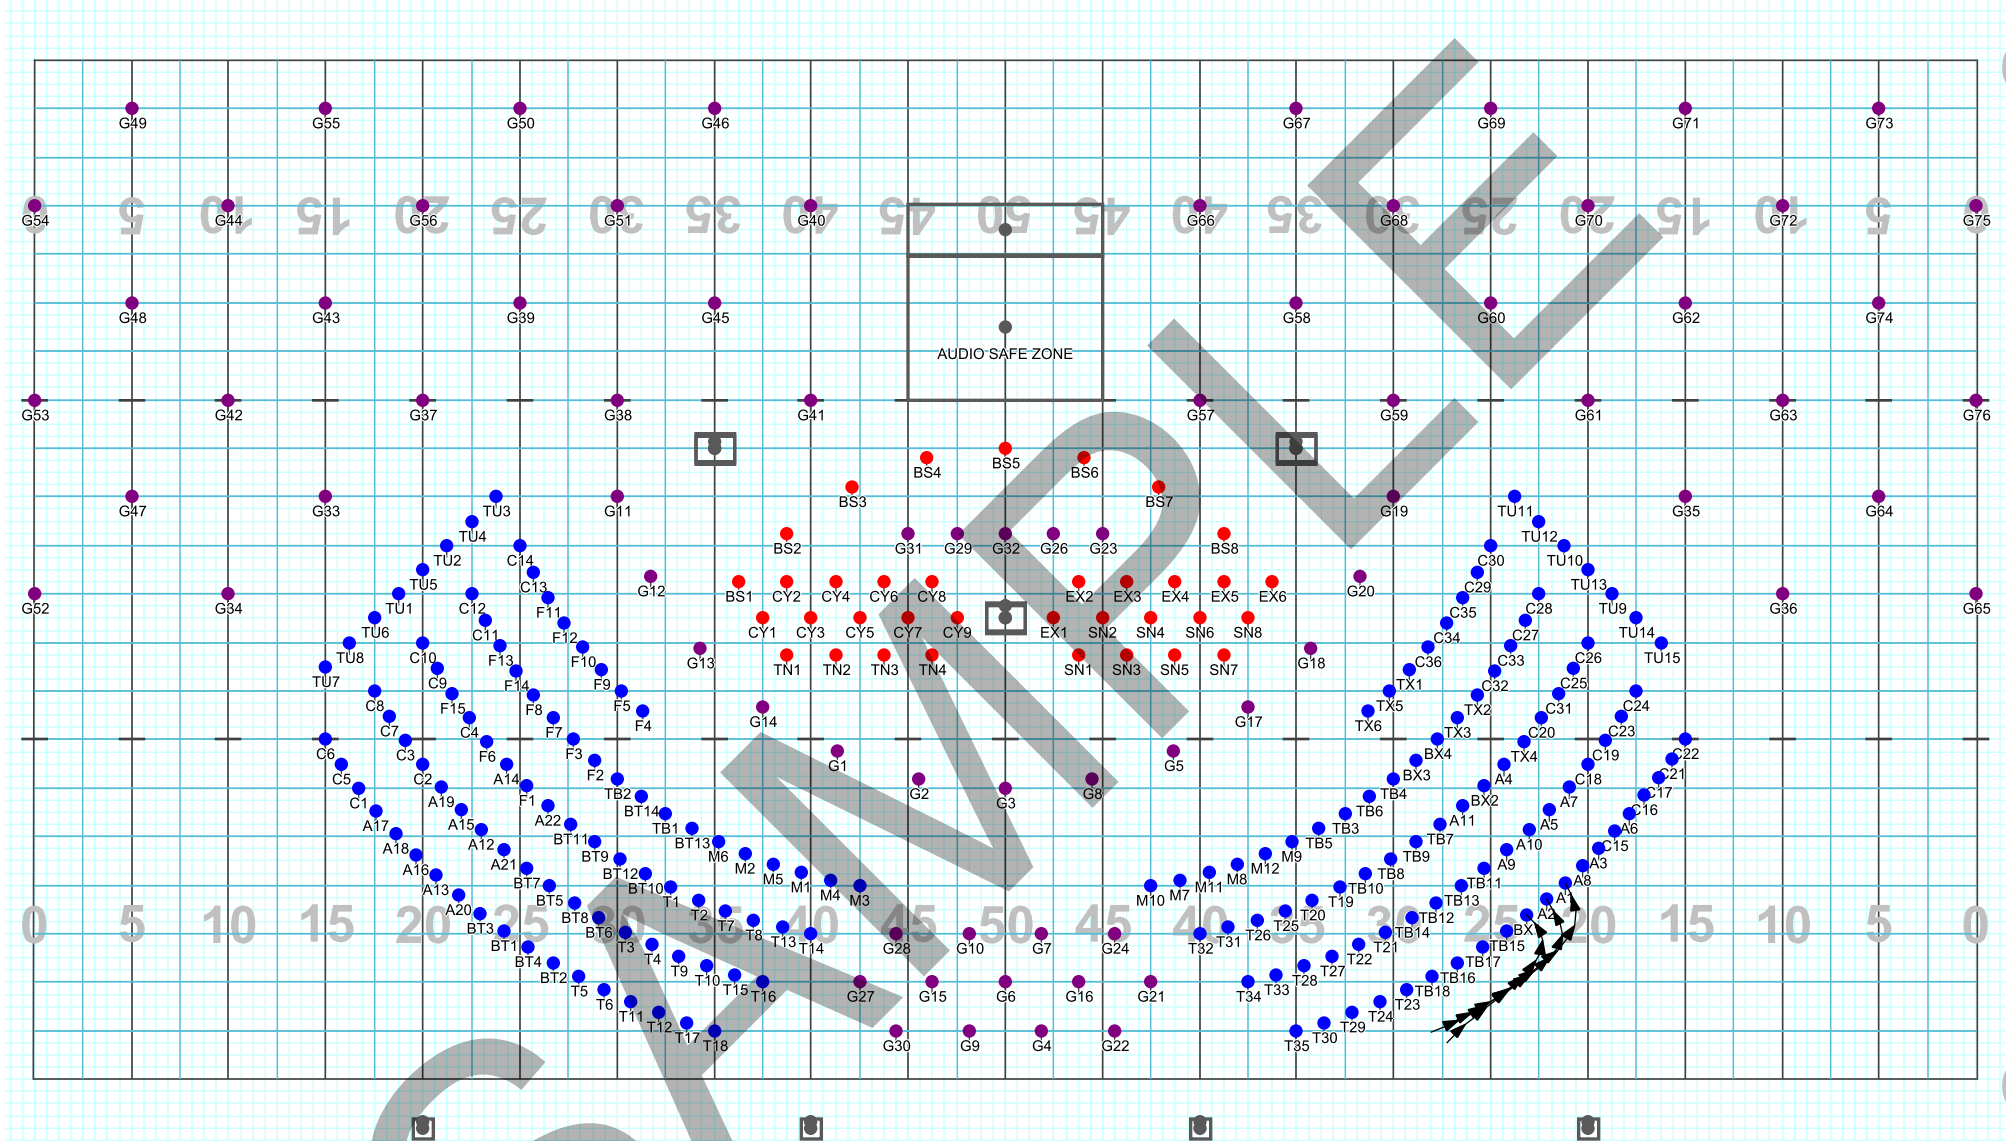 G49 G55 G50 G46 G67 G69 G71 G73
0 5 10 15 20 25 30 35 40 45 50 45 40 35 30 25 20 15 10 5 0
G54 G44 G56 G51 G40 G66 G68 G70 G72 G75
G48 G43 G39 G45 G58 G60 G62 G74
AUDIO SAFE ZONE
G53 G42 G37 G38 G41 G57 G59 G61 G63 G76
BS4 BS5 BS6
G47 G33 TU3 G11 BS3 BS7 G19 TU11 G35 G64
TU4 TU12
TU2 C14 BS2 G31 G29 G32 G26 G23 BS8 C30 TU10
TU5 C13 G12 G20 C29 TU13
G52 G34 TU1 C12 F11 BS1 CY2 CY4 CY6 CY8 EX2 EX3 EX4 EX5 EX6 C35 C28 TU9 G36 G65
TU6 C11 F12 CY1 CY3 CY5 CY7 CY9 EX1 SN2 SN4 SN6 SN8 C34 C27 TU14
TU8 C10 F13 F10 G13 TN1 TN2 TN3 TN4 SN1 SN3 SN5 SN7 G18 C36 C33 C26 TU15
TU7 C9 F14 F9 TX1 C32 C25
C8 F15 F8 F5 TX5 TX2 C31 C24
C7 C4 F7 F4 G14 G17 TX6 TX3 C20 C23
C6 C3 F6 F3 G1 G5 BX4 TX4 C19 C22
C5 C2 A14 F2 G2 G3 G8 BX3 A4 C18 C21
C1 A19 F1 TB2 TB4 BX2 A7 C17
A17 A15 A22 BT14 TB6 A11 A5 C16
A18 A12 BT11 TB1 TB3 TB7 A10 A6
A16 A21 BT9 BT13 M6 M9 TB5 TB9 A9 C15
A13 BT7 BT12 M2 M12 TB8 TB11 A3
A20 BT5 BT10 M5 M1 M4 M3 M10 M7 M11 M8 TB10 TB13 A8
BT3 BT8 T1 T2 T20 T19 TB12 A2 A1
0 5 10 15 20 25 30 35 40 45 50 45 40 35 30 25 20 15 10 5 0
BT1 BT6 T7 T8 T13 T14 G28 G10 G7 G24 T32 T31 T26 T25 TB14 TB15 BX1
BT4 T3 T4 T22 T21 TB17
BT2 T5 T9 T10 T15 T16 G27 G15 G6 G16 G21 T34 T33 T28 T27 TB18 TB16
T6 T11 T12 T17 T18 G30 G9 G4 G22 T35 T30 T29 T24 T23
SAMPLE